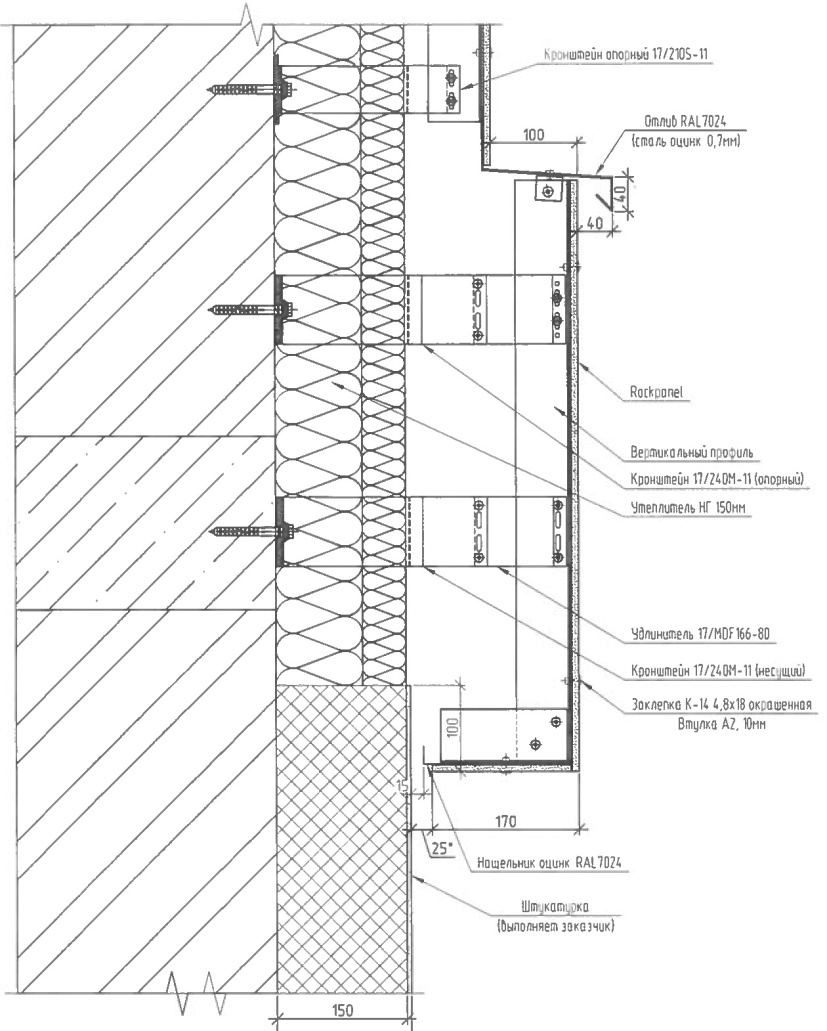 Кронштейн опорный 17/210S-11
100
Отлив RAL7024
(сталь оцинк 0,7мм)
40
40
Rockpanel
Вертикальный профиль
Кронштейн 17/240M-11 (опорный)
Утеплитель НГ 150мм
Удлинитель 17/MDF166-80
Кронштейн 17/240M-11 (несущий)
Заклепка К-14 4,8х18 окрашенная
Втулка А2, 10мм
100
15
170
25*
Нащельник оцинк RAL7024
Штукатурка
(выполняет заказчик)
150